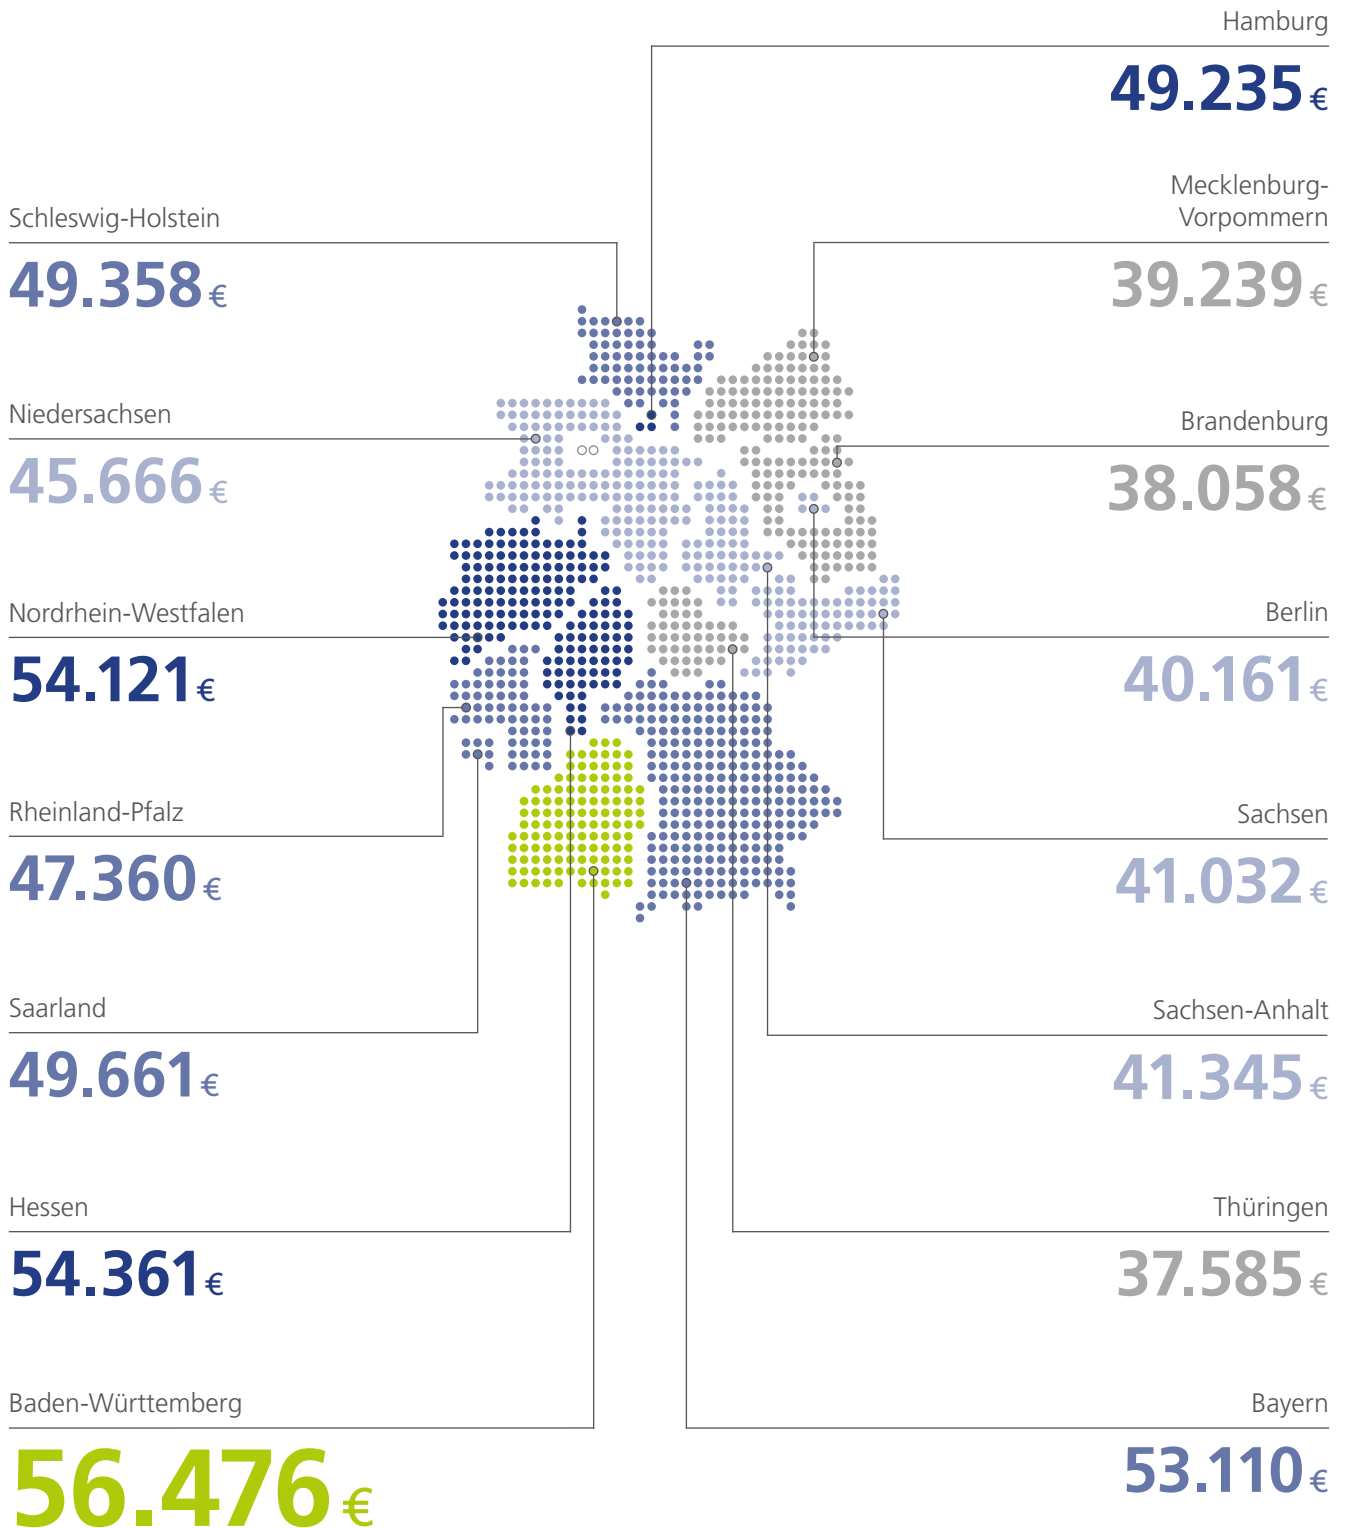 Hamburg
49.235 €
Schleswig-Holstein
49.358 €
Mecklenburg-
Vorpommern
39.239 €
Niedersachsen
45.666 €
Brandenburg
38.058 €
Nordrhein-Westfalen
54.121 €
Berlin
40.161 €
Rheinland-Pfalz
47.360 €
Sachsen
41.032 €
Saarland
49.661 €
Sachsen-Anhalt
41.345 €
Hessen
54.361 €
Thüringen
37.585 €
Baden-Württemberg
56.476 €
Bayern
53.110 €